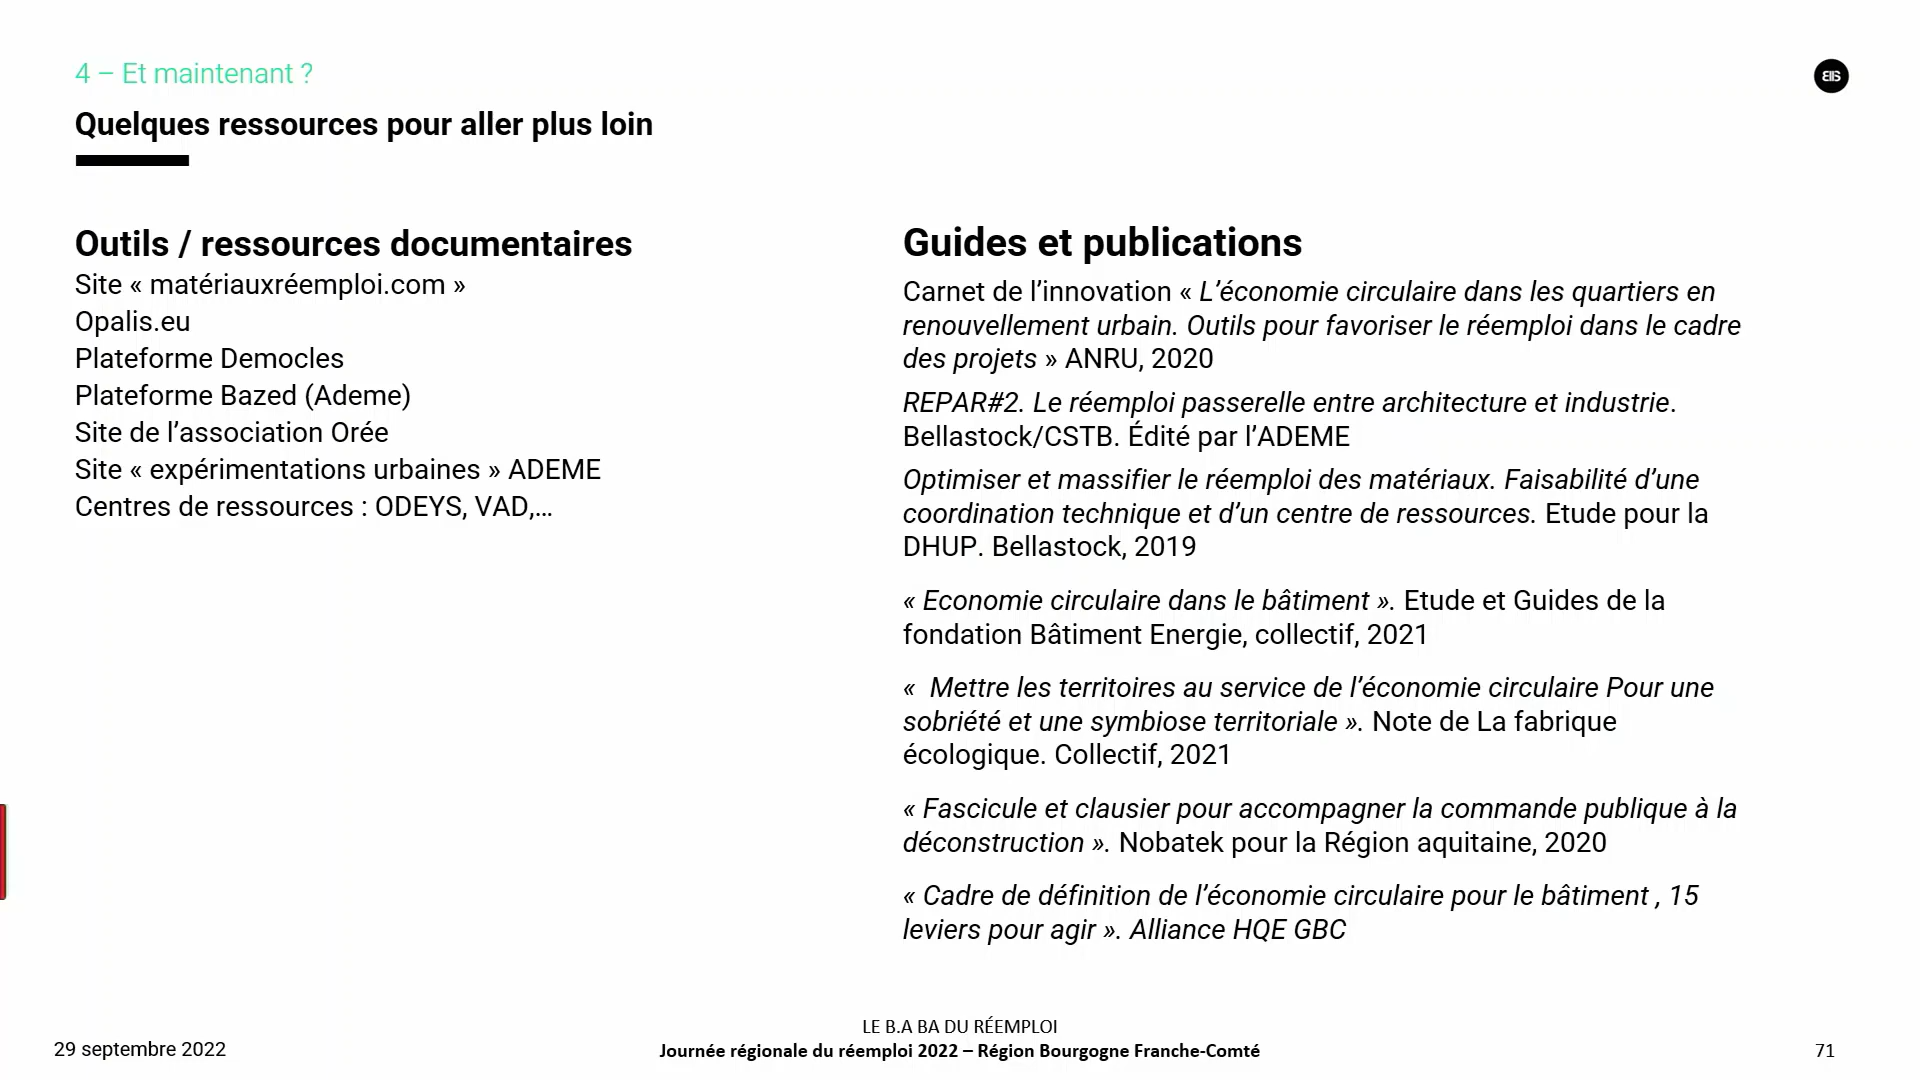 4 – Et maintenant ?
Quelques ressources pour aller plus loin
Outils / ressources documentaires
Site « matériauxréemploi.com »
Opalis.eu
Plateforme Democles
Plateforme Bazed (Ademe)
Site de l’association Orée
Site « expérimentations urbaines » ADEME
Centres de ressources : ODEYS, VAD,…
Guides et publications
Carnet de l’innovation « L’économie circulaire dans les quartiers en
renouvellement urbain. Outils pour favoriser le réemploi dans le cadre
des projets » ANRU, 2020
REPAR#2. Le réemploi passerelle entre architecture et industrie.
Bellastock/CSTB. Édité par l’ADEME
Optimiser et massifier le réemploi des matériaux. Faisabilité d’une
coordination technique et d’un centre de ressources. Etude pour la
DHUP. Bellastock, 2019
« Economie circulaire dans le bâtiment ». Etude et Guides de la
fondation Bâtiment Energie, collectif, 2021
«  Mettre les territoires au service de l’économie circulaire Pour une
sobriété et une symbiose territoriale ». Note de La fabrique
écologique. Collectif, 2021
« Fascicule et clausier pour accompagner la commande publique à la
déconstruction ». Nobatek pour la Région aquitaine, 2020
« Cadre de définition de l’économie circulaire pour le bâtiment , 15
leviers pour agir ». Alliance HQE GBC
LE B.A BA DU RÉEMPLOI
29 septembre 2022
Journée régionale du réemploi 2022 – Région Bourgogne Franche-Comté
71